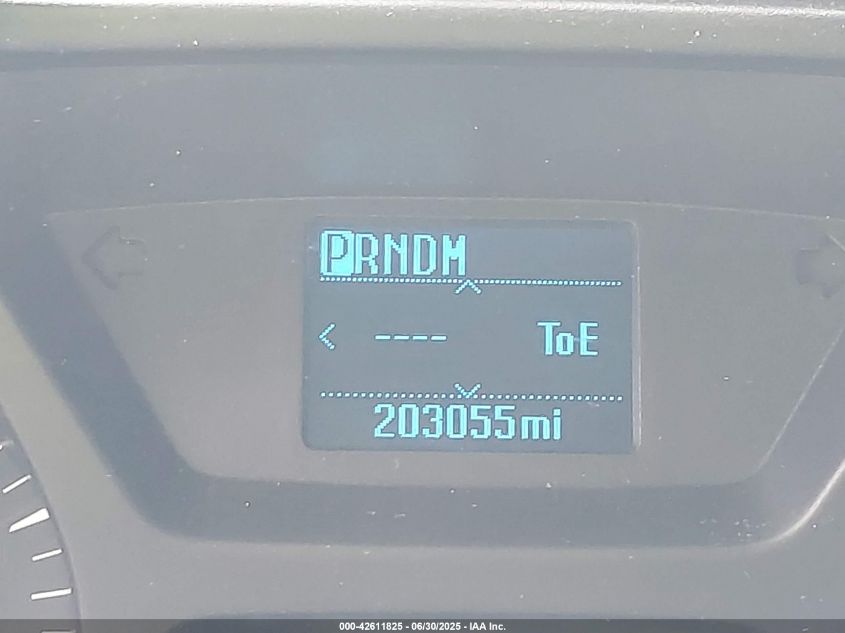 PRNDM
< ---- ToE
203055mi
000-42611825 - 06/30/2025 - IAA Inc.